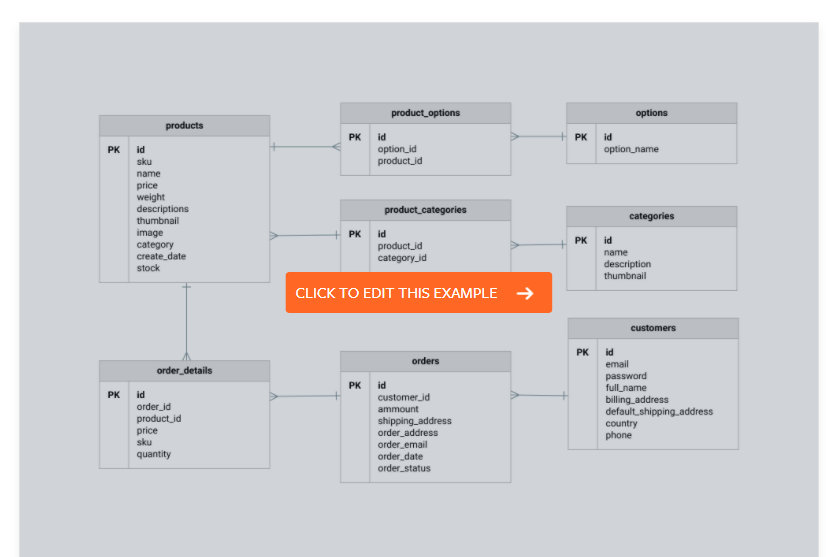 products
PK id
sku
name
price
weight
descriptions
thumbnail
image
category
create_date
stock
product_options
PK id
option_id
product_id
options
PK id
option_name
product_categories
PK id
product_id
category_id
categories
PK id
name
description
thumbnail
CLICK TO EDIT THIS EXAMPLE
order_details
PK id
order_id
product_id
price
sku
quantity
orders
PK id
customer_id
ammount
shipping_address
order_address
order_email
order_date
order_status
customers
PK id
email
password
full_name
billing_address
default_shipping_address
country
phone